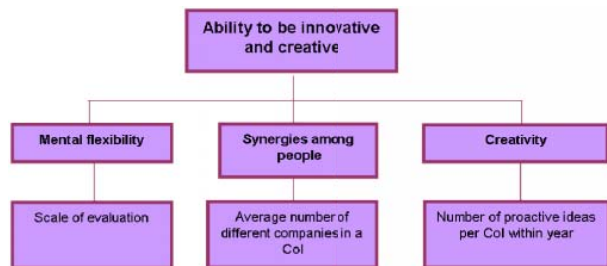 Ability to be innovative
and creative
Mental flexibility
Synergies among
people
Creativity
Scale of evaluation
Average number of
different companies in a
CoI
Number of proactive ideas
per CoI within year